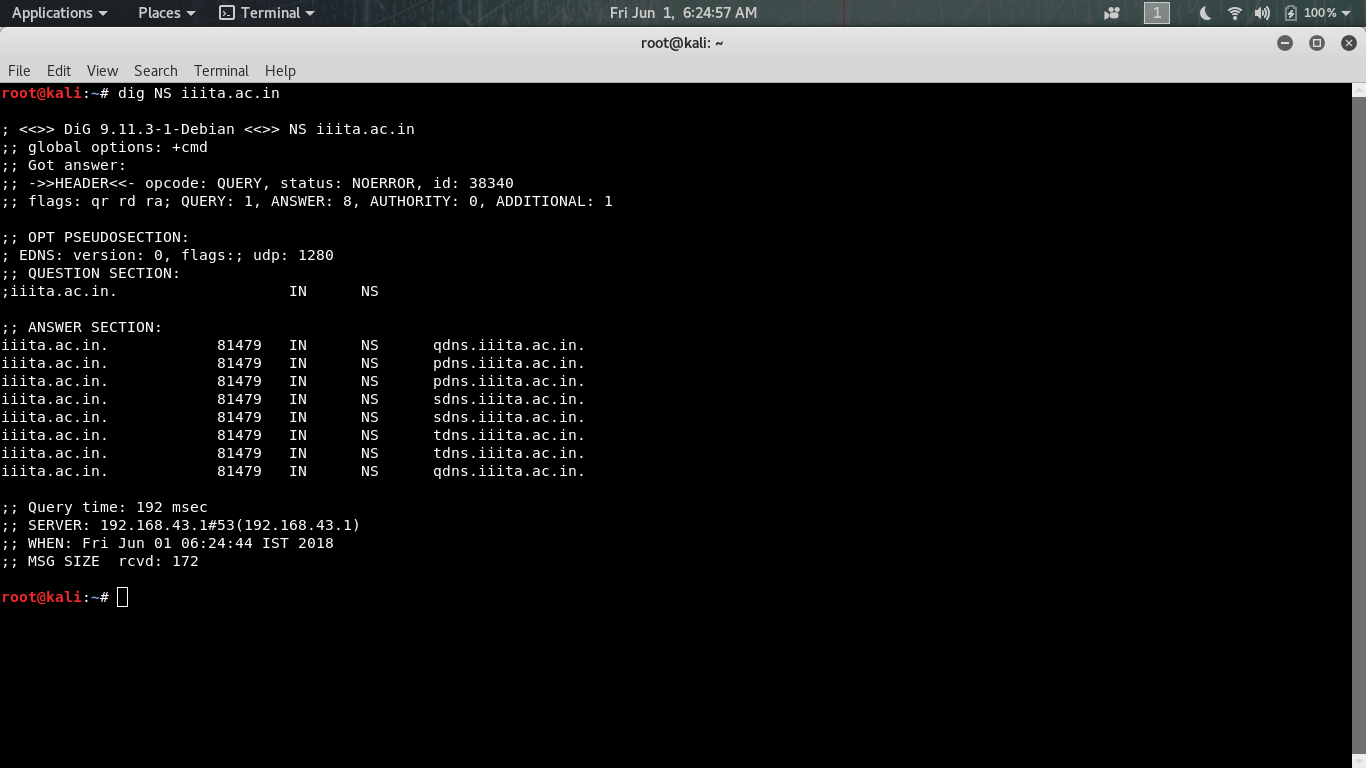 Applications Places Terminal Fri Jun 1, 6:24:57 AM 1 100%
root@kali: ~
File Edit View Search Terminal Help
root@kali:~# dig NS iiita.ac.in

; <<>> DiG 9.11.3-1-Debian <<>> NS iiita.ac.in
;; global options: +cmd
;; Got answer:
;; ->>HEADER<<- opcode: QUERY, status: NOERROR, id: 38340
;; flags: qr rd ra; QUERY: 1, ANSWER: 8, AUTHORITY: 0, ADDITIONAL: 1

;; OPT PSEUDOSECTION:
; EDNS: version: 0, flags:; udp: 1280
;; QUESTION SECTION:
;iiita.ac.in. IN NS

;; ANSWER SECTION:
iiita.ac.in. 81479 IN NS qdns.iiita.ac.in.
iiita.ac.in. 81479 IN NS pdns.iiita.ac.in.
iiita.ac.in. 81479 IN NS pdns.iiita.ac.in.
iiita.ac.in. 81479 IN NS sdns.iiita.ac.in.
iiita.ac.in. 81479 IN NS sdns.iiita.ac.in.
iiita.ac.in. 81479 IN NS tdns.iiita.ac.in.
iiita.ac.in. 81479 IN NS tdns.iiita.ac.in.
iiita.ac.in. 81479 IN NS qdns.iiita.ac.in.

;; Query time: 192 msec
;; SERVER: 192.168.43.1#53(192.168.43.1)
;; WHEN: Fri Jun 01 06:24:44 IST 2018
;; MSG SIZE  rcvd: 172

root@kali:~#